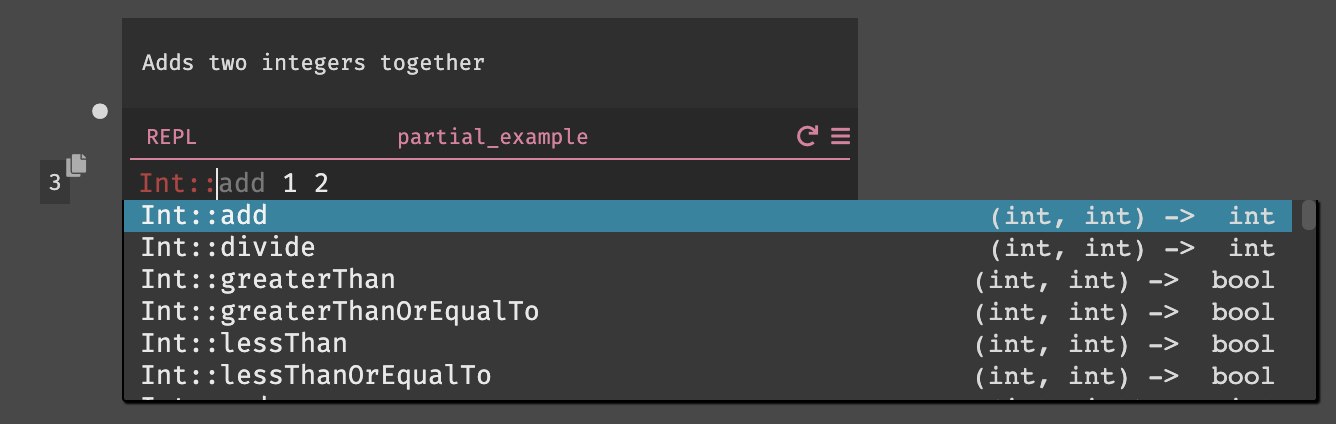 Adds two integers together
REPL partial_example
3
Int::add 1 2
Int::add (int, int) -> int
Int::divide (int, int) -> int
Int::greaterThan (int, int) -> bool
Int::greaterThanOrEqualTo (int, int) -> bool
Int::lessThan (int, int) -> bool
Int::lessThanOrEqualTo (int, int) -> bool